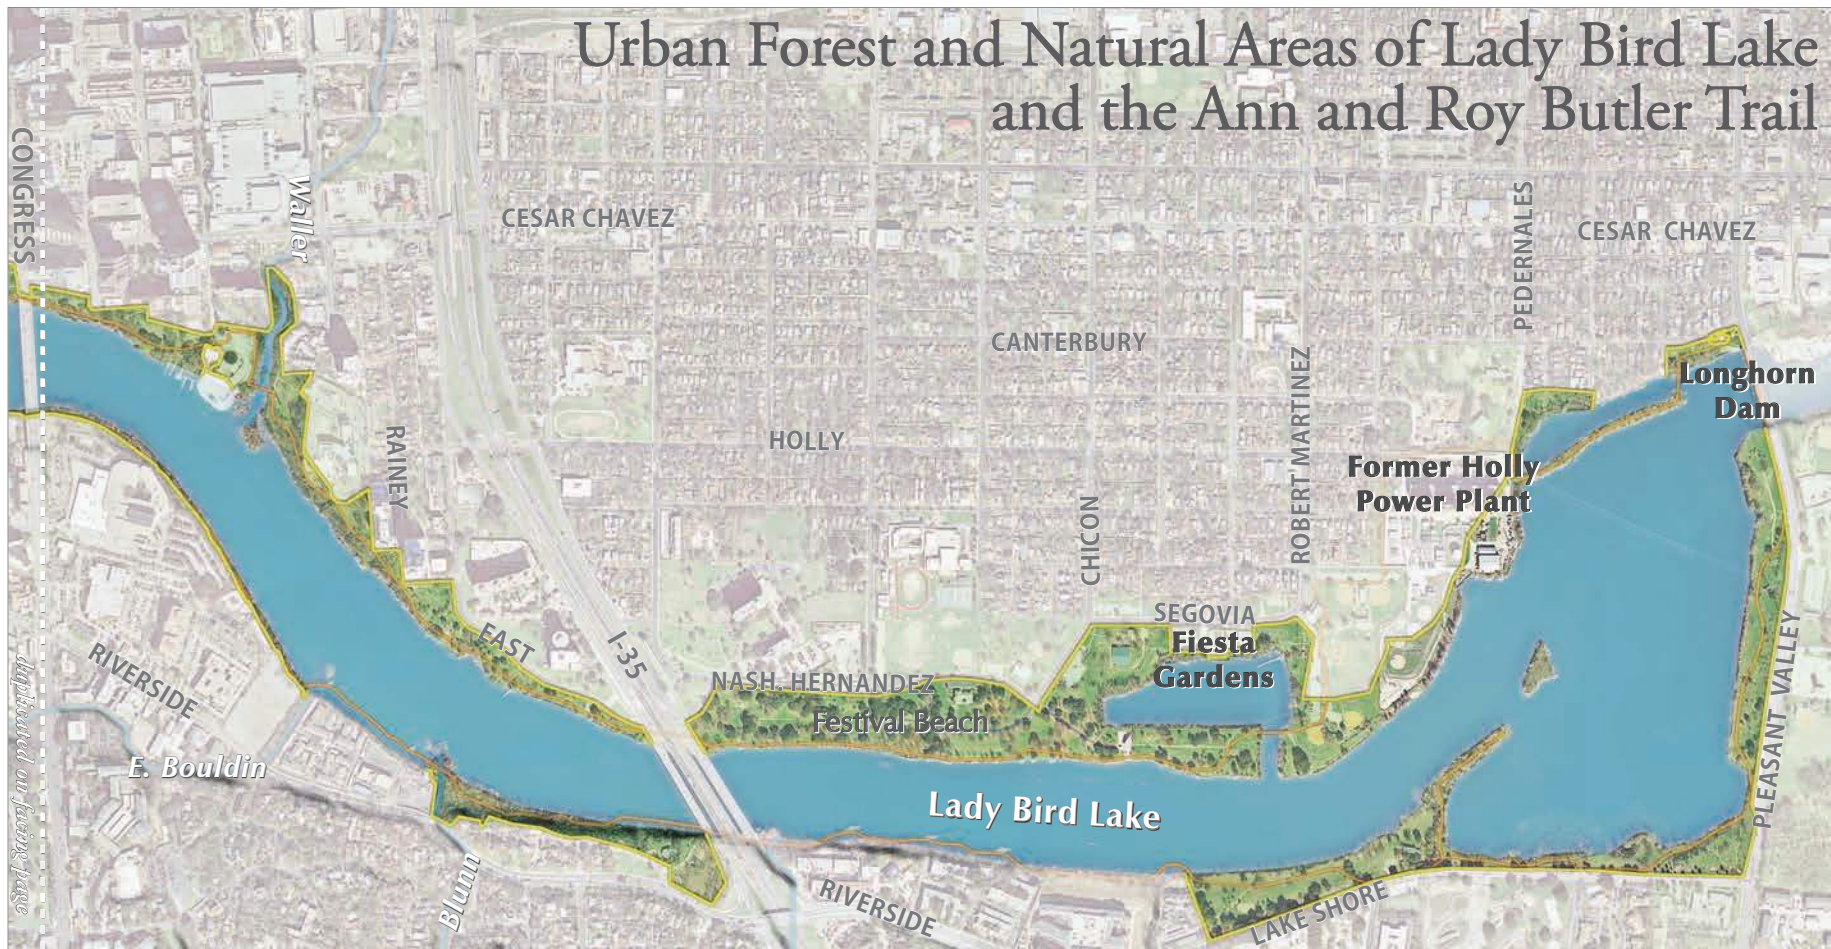 Urban Forest and Natural Areas of Lady Bird Lake
and the Ann and Roy Butler Trail
CONGRESS
Waller
CESAR CHAVEZ
PEDERNALES
CESAR CHAVEZ
CANTERBURY
ROBERT MARTINEZ
Longhorn
Dam
RAINEY
HOLLY
Former Holly
Power Plant
CHICON
SEGOVIA
Fiesta
Gardens
EAST
I-35
NASH. HERNANDEZ
Festival Beach
PLEASANT VALLEY
RIVERSIDE
duplicated on facing page
E. Bouldin
Lady Bird Lake
Blunn
RIVERSIDE
LAKE SHORE